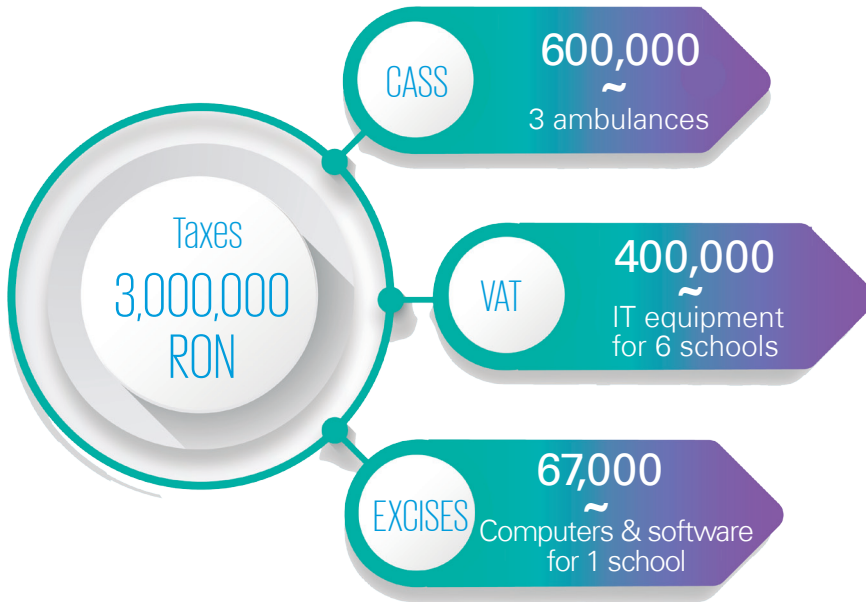 Taxes
3,000,000
RON
CASS
600,000
~
3 ambulances
VAT
400,000
~
IT equipment
for 6 schools
EXCISES
67,000
~
Computers & software
for 1 school